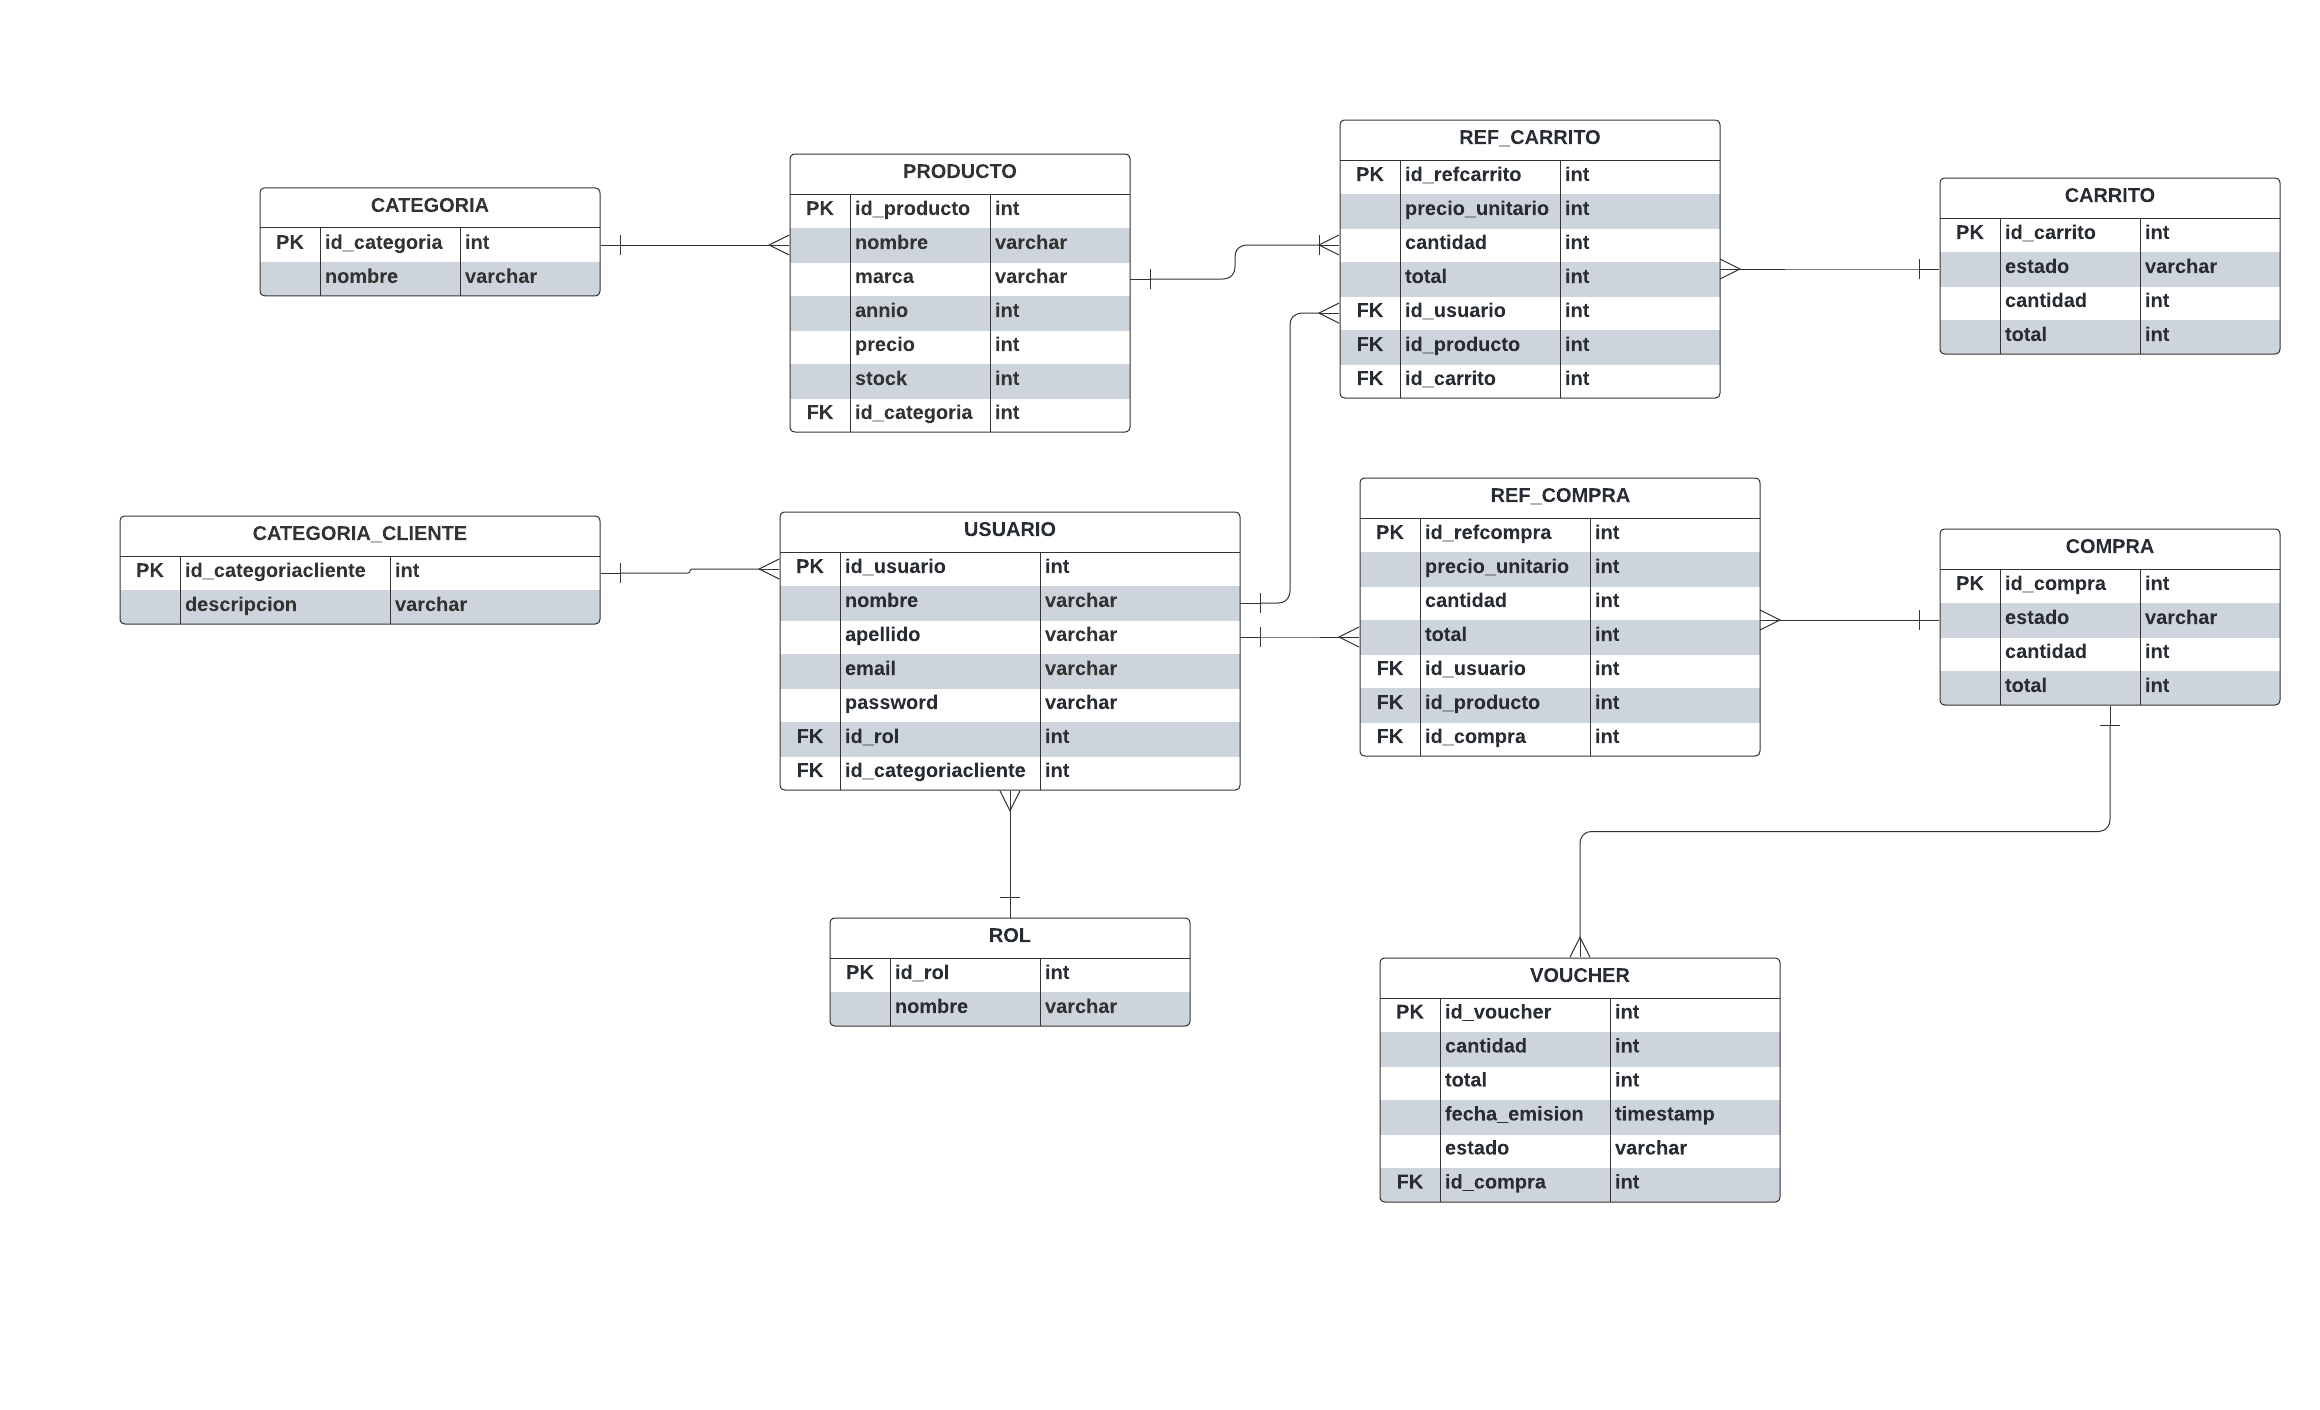 CATEGORIA
PK id_categoria int
nombre varchar
PRODUCTO
PK id_producto int
nombre varchar
marca varchar
annio int
precio int
stock int
FK id_categoria int
REF_CARRITO
PK id_refcarrito int
precio_unitario int
cantidad int
total int
FK id_usuario int
FK id_producto int
FK id_carrito int
CARRITO
PK id_carrito int
estado varchar
cantidad int
total int
CATEGORIA_CLIENTE
PK id_categoriacliente int
descripcion varchar
USUARIO
PK id_usuario int
nombre varchar
apellido varchar
email varchar
password varchar
FK id_rol int
FK id_categoriacliente int
REF_COMPRA
PK id_refcompra int
precio_unitario int
cantidad int
total int
FK id_usuario int
FK id_producto int
FK id_compra int
COMPRA
PK id_compra int
estado varchar
cantidad int
total int
ROL
PK id_rol int
nombre varchar
VOUCHER
PK id_voucher int
cantidad int
total int
fecha_emision timestamp
estado varchar
FK id_compra int